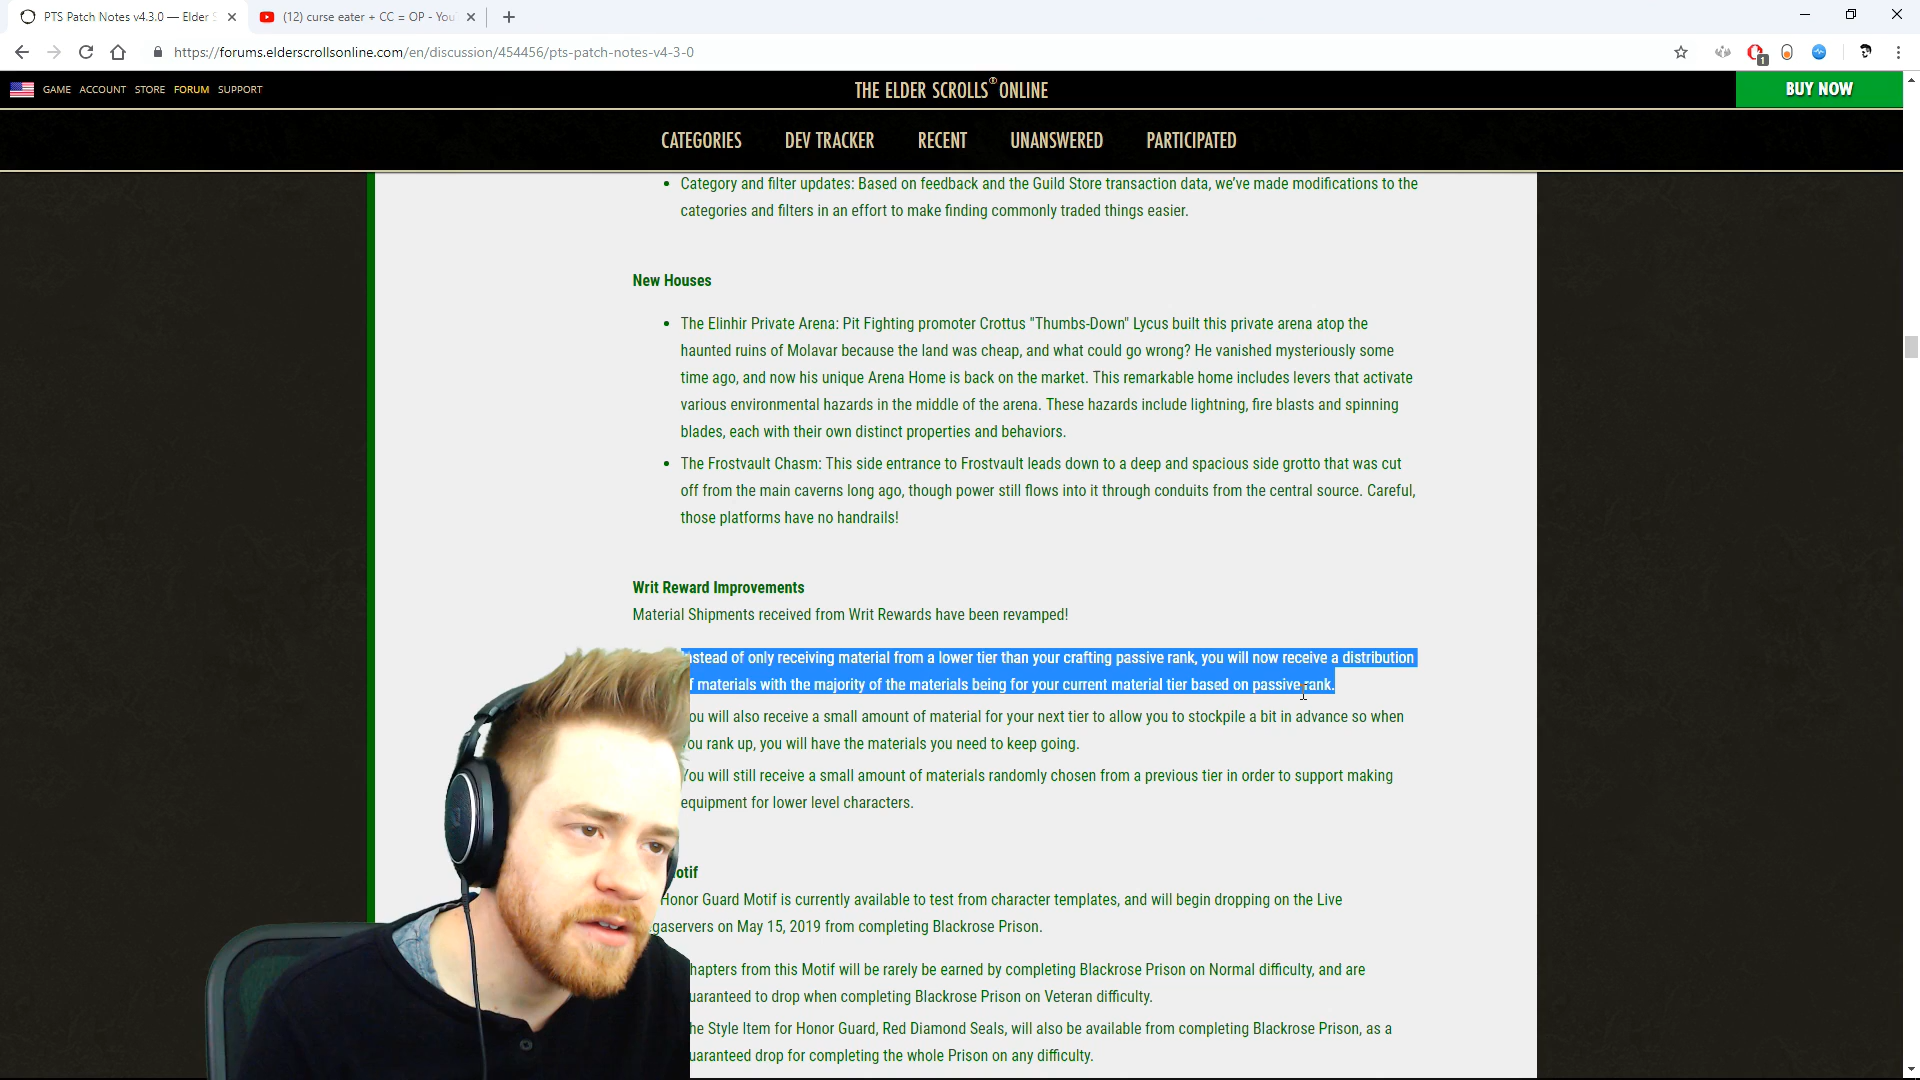 PTS Patch Notes v4.3.0 — Elder S
(12) curse eater + CC = OP - You
https://forums.elderscrollsonline.com/en/discussion/454456/pts-patch-notes-v4-3-0
1
GAME ACCOUNT STORE FORUM SUPPORT
THE ELDER SCROLLS ONLINE
BUY NOW
CATEGORIES DEV TRACKER RECENT UNANSWERED PARTICIPATED
• Category and filter updates: Based on feedback and the Guild Store transaction data, we've made modifications to the
categories and filters in an effort to make finding commonly traded things easier.
New Houses
• The Elinhir Private Arena: Pit Fighting promoter Crottus "Thumbs-Down" Lycus built this private arena atop the
haunted ruins of Molavar because the land was cheap, and what could go wrong? He vanished mysteriously some
time ago, and now his unique Arena Home is back on the market. This remarkable home includes levers that activate
various environmental hazards in the middle of the arena. These hazards include lightning, fire blasts and spinning
blades, each with their own distinct properties and behaviors.
• The Frostvault Chasm: This side entrance to Frostvault leads down to a deep and spacious side grotto that was cut
off from the main caverns long ago, though power still flows into it through conduits from the central source. Careful,
those platforms have no handrails!
Writ Reward Improvements
Material Shipments received from Writ Rewards have been revamped!
nstead of only receiving material from a lower tier than your crafting passive rank, you will now receive a distribution
f materials with the majority of the materials being for your current material tier based on passive rank.
ou will also receive a small amount of material for your next tier to allow you to stockpile a bit in advance so when
ou rank up, you will have the materials you need to keep going.
You will still receive a small amount of materials randomly chosen from a previous tier in order to support making
equipment for lower level characters.
otif
Honor Guard Motif is currently available to test from character templates, and will begin dropping on the Live
gaservers on May 15, 2019 from completing Blackrose Prison.
hapters from this Motif will be rarely be earned by completing Blackrose Prison on Normal difficulty, and are
uaranteed to drop when completing Blackrose Prison on Veteran difficulty.
he Style Item for Honor Guard, Red Diamond Seals, will also be available from completing Blackrose Prison, as a
uaranteed drop for completing the whole Prison on any difficulty.